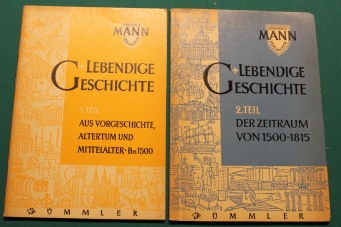 MANN
LEBENDIGE
GESCHICHTE
1. TEIL
AUS VORGESCHICHTE,
ALTERTUM UND
MITTELALTER · BIS 1500
DÜMMLER
MANN
LEBENDIGE
GESCHICHTE
2. TEIL
DER ZEITRAUM
VON 1500-1815
DÜMMLER